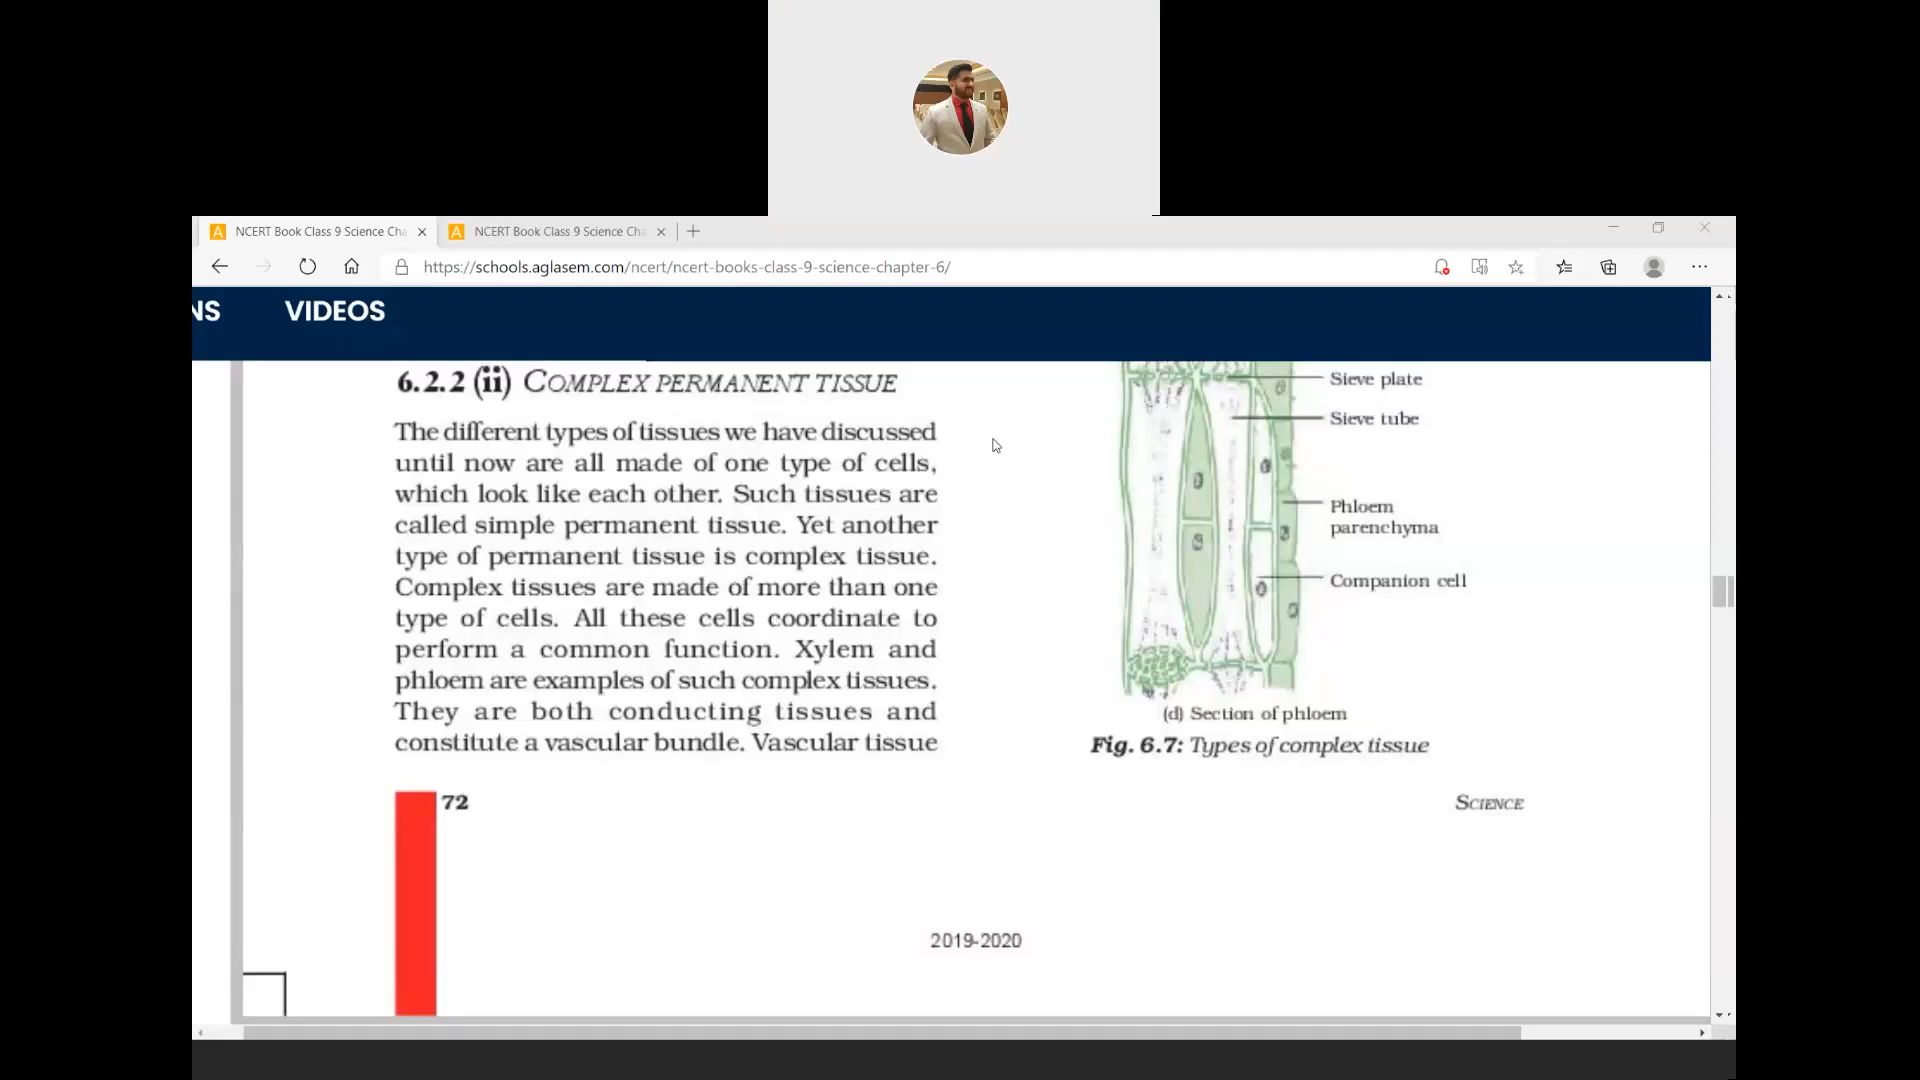 NCERT Book Class 9 Science Cha
NCERT Book Class 9 Science Cha
https://schools.aglasem.com/ncert/ncert-books-class-9-science-chapter-6/
NS VIDEOS
6.2.2 (ii) COMPLEX PERMANENT TISSUE
The different types of tissues we have discussed
until now are all made of one type of cells,
which look like each other. Such tissues are
called simple permanent tissue. Yet another
type of permanent tissue is complex tissue.
Complex tissues are made of more than one
type of cells. All these cells coordinate to
perform a common function. Xylem and
phloem are examples of such complex tissues.
They are both conducting tissues and
constitute a vascular bundle. Vascular tissue
Sieve plate
Sieve tube
Phloem
parenchyma
Companion cell
(d) Section of phloem
Fig. 6.7: Types of complex tissue
72
SCIENCE
2019-2020